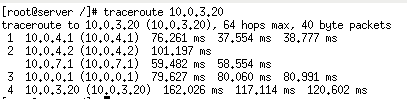 [root@server /]# traceroute 10.0.3.20
traceroute to 10.0.3.20 (10.0.3.20), 64 hops max, 40 byte packets
1 10.0.4.1 (10.0.4.1) 76.261 ms 37.554 ms 38.777 ms
2 10.0.4.2 (10.0.4.2) 101.197 ms
10.0.7.1 (10.0.7.1) 59.482 ms 58.554 ms
3 10.0.0.1 (10.0.0.1) 79.627 ms 80.060 ms 80.991 ms
4 10.0.3.20 (10.0.3.20) 162.026 ms 117.114 ms 120.602 ms